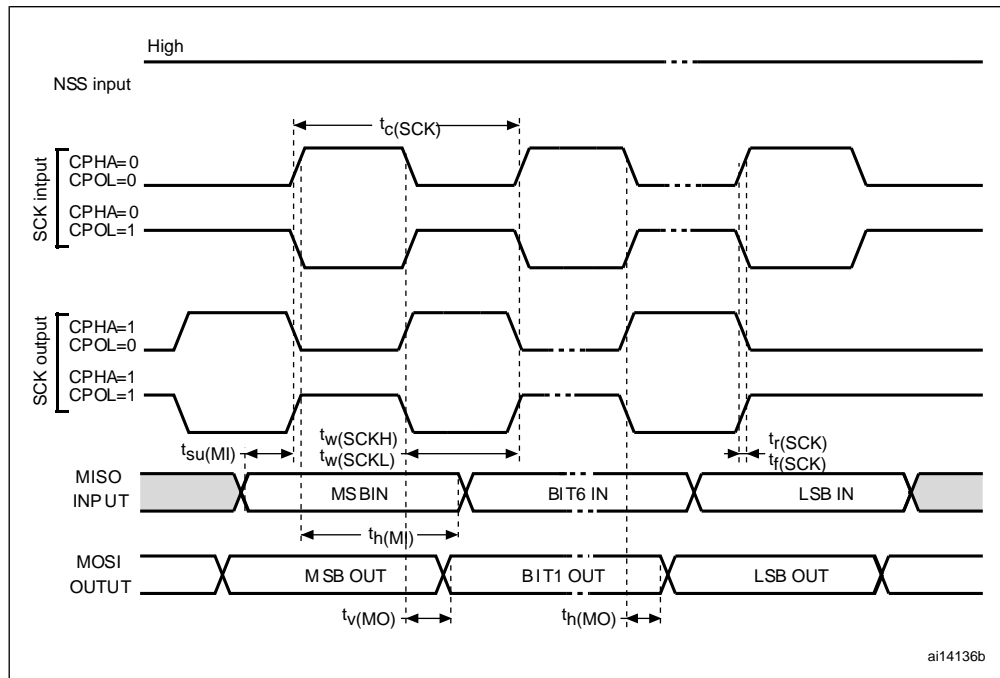 High
NSS input
tc(SCK)
SCK intput
CPHA=0
CPOL=0
CPHA=0
CPOL=1
SCK output
CPHA=1
CPOL=0
CPHA=1
CPOL=1
tsu(MI)
tw(SCKH)
tw(SCKL)
tr(SCK)
tf(SCK)
MISO
INPUT
MSBIN
BIT6 IN
LSB IN
th(MI)
MOSI
OUTUT
MSB OUT
BIT1 OUT
LSB OUT
tv(MO)
th(MO)
ai14136b